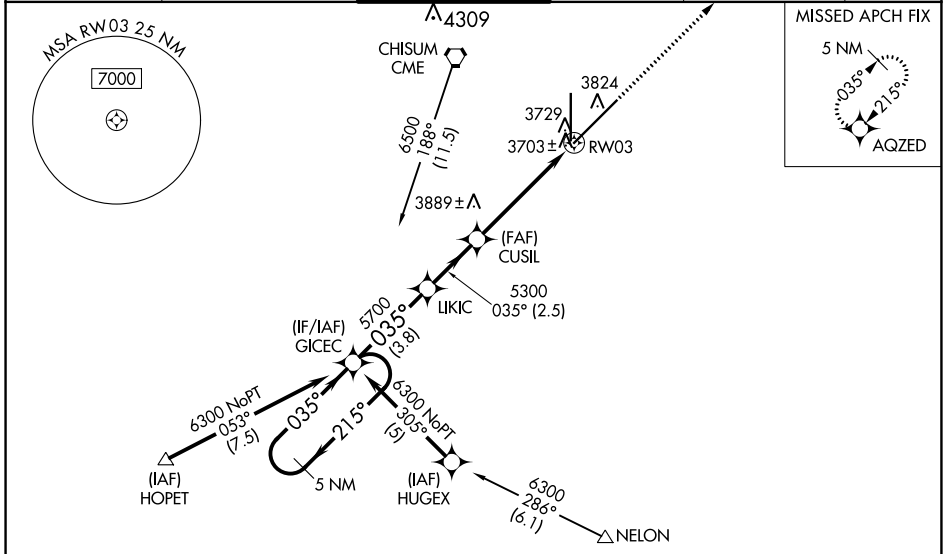 MSA RW03 25 NM
7000
4309
CHISUM
CME
6500
188°
(11.5)
3824
3729
3703±
RW03
MISSED APCH FIX
5 NM
035°
215°
AQZED
3889±
(FAF)
CUSIL
LIKIC
5300
035° (2.5)
5700
035°
(3.8)
(IF/IAF)
GICEC
6300 NoPT
053°
(7.5)
035°
215°
5 NM
6300 NoPT
305°
(5)
(IAF)
HOPET
(IAF)
HUGEX
6300
286°
(6.1)
NELON